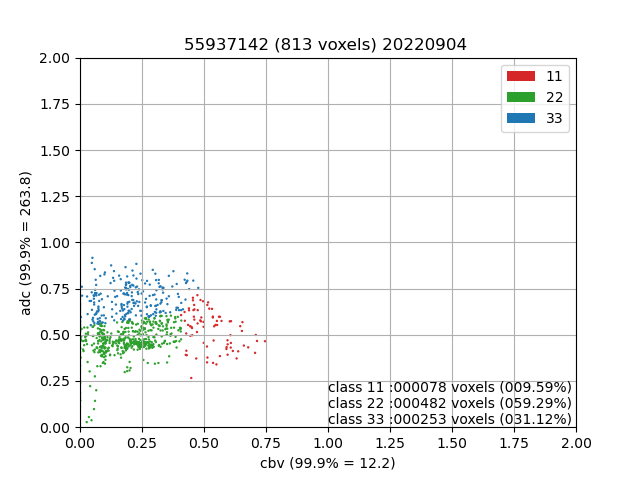 55937142 (813 voxels) 20220904
2.00
1.75
1.50
1.25
1.00
0.75
0.50
0.25
0.00
adc (99.9% = 263.8)
11
22
33
class 11 :000078 voxels (009.59%)
class 22 :000482 voxels (059.29%)
class 33 :000253 voxels (031.12%)
0.00 0.25 0.50 0.75 1.00 1.25 1.50 1.75 2.00
cbv (99.9% = 12.2)